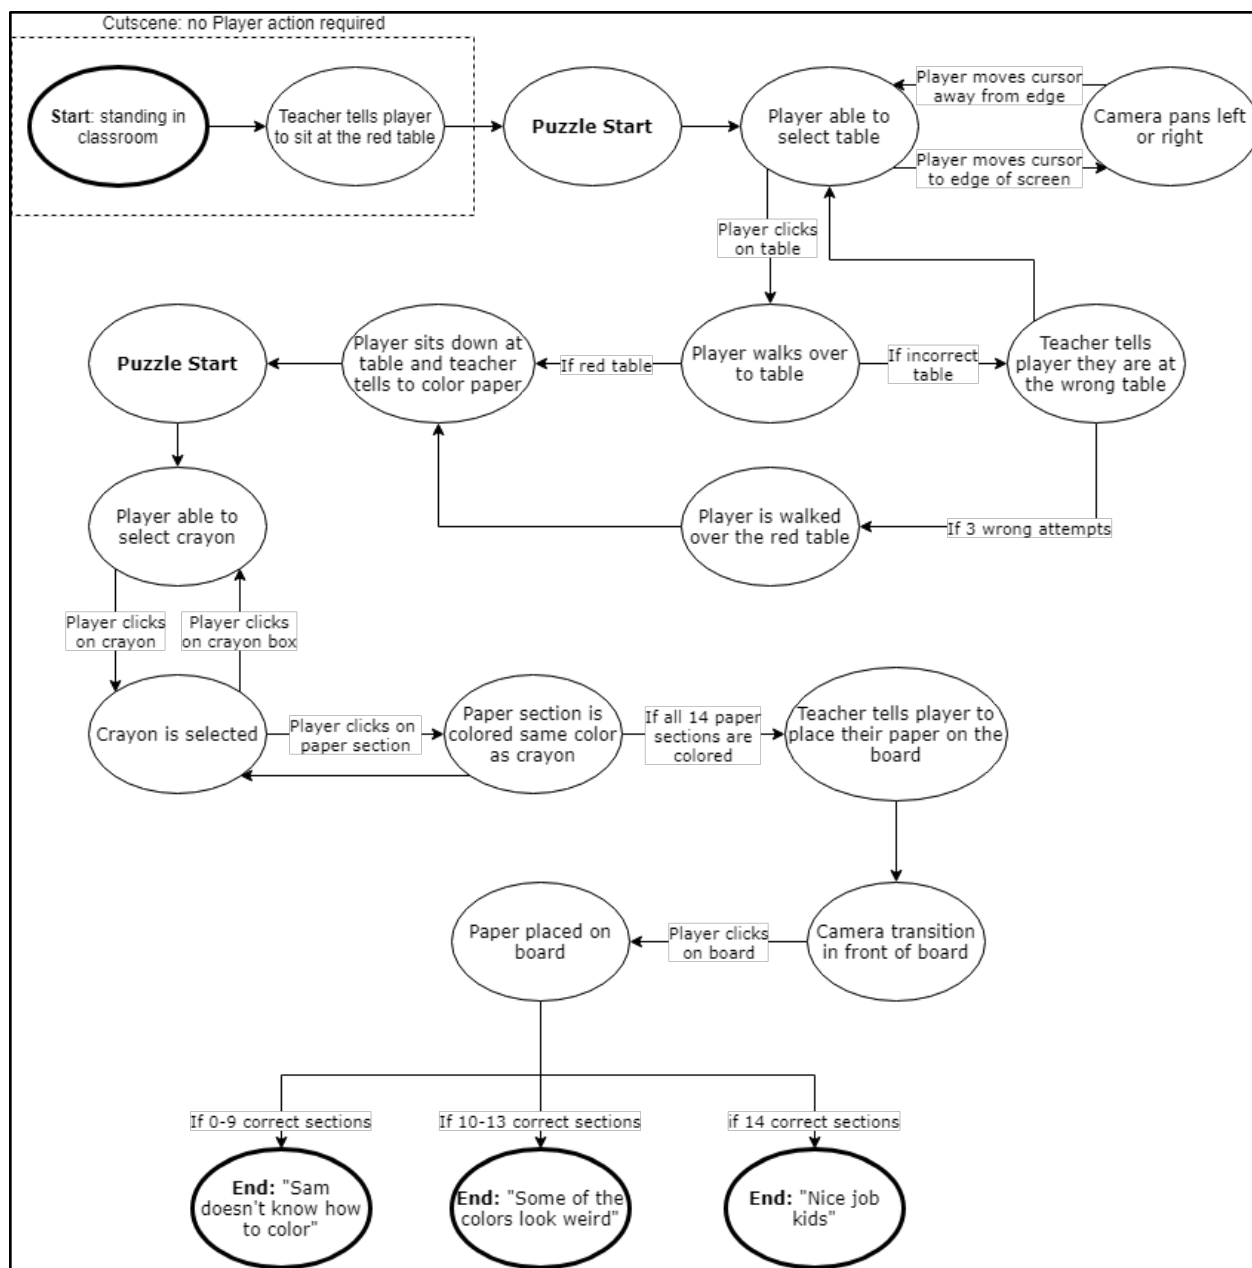 Cutscene: no Player action required
Start: standing in
classroom
Teacher tells player
to sit at the red table
Puzzle Start
Player able to
select table
Player moves cursor
away from edge
Camera pans left
or right
Player moves cursor
to edge of screen
Player clicks
on table
Puzzle Start
Player sits down at
table and teacher
tells to color paper
If red table
Player walks over
to table
If incorrect
table
Teacher tells
player they are at
the wrong table
Player able to
select crayon
Player is walked
over the red table
If 3 wrong attempts
Player clicks
on crayon
Player clicks
on crayon box
Crayon is selected
Player clicks on
paper section
Paper section is
colored same color
as crayon
If all 14 paper
sections are
colored
Teacher tells player to
place their paper on the
board
Paper placed on
board
Player clicks
on board
Camera transition
in front of board
If 0-9 correct sections
If 10-13 correct sections
if 14 correct sections
End: "Sam
doesn't know how
to color"
End: "Some of the
colors look weird"
End: "Nice job
kids"